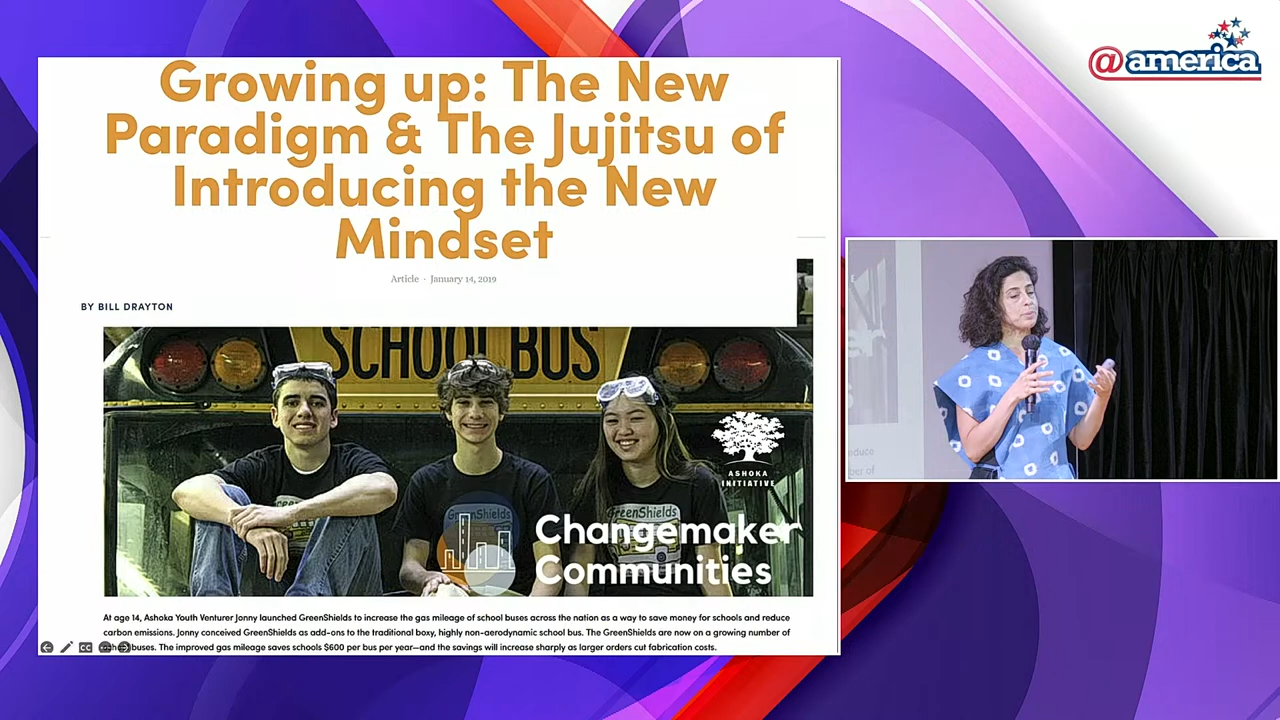 @america
Growing up: The New
Paradigm & The Jujitsu of
Introducing the New
Mindset
Article · January 14, 2019
BY BILL DRAYTON
SCHOOL BUS
ASHOKA
INITIATIVE
GreenShields
GreenShields
Changemaker
Communities
At age 14, Ashoka Youth Venturer Jonny launched GreenShields to increase the gas mileage of school buses across the nation as a way to save money for schools and reduce
carbon emissions. Jonny conceived GreenShields as add-ons to the traditional boxy, highly non-aerodynamic school bus. The GreenShields are now on a growing number of
buses. The improved gas mileage saves schools $600 per bus per year—and the savings will increase sharply as larger orders cut fabrication costs.